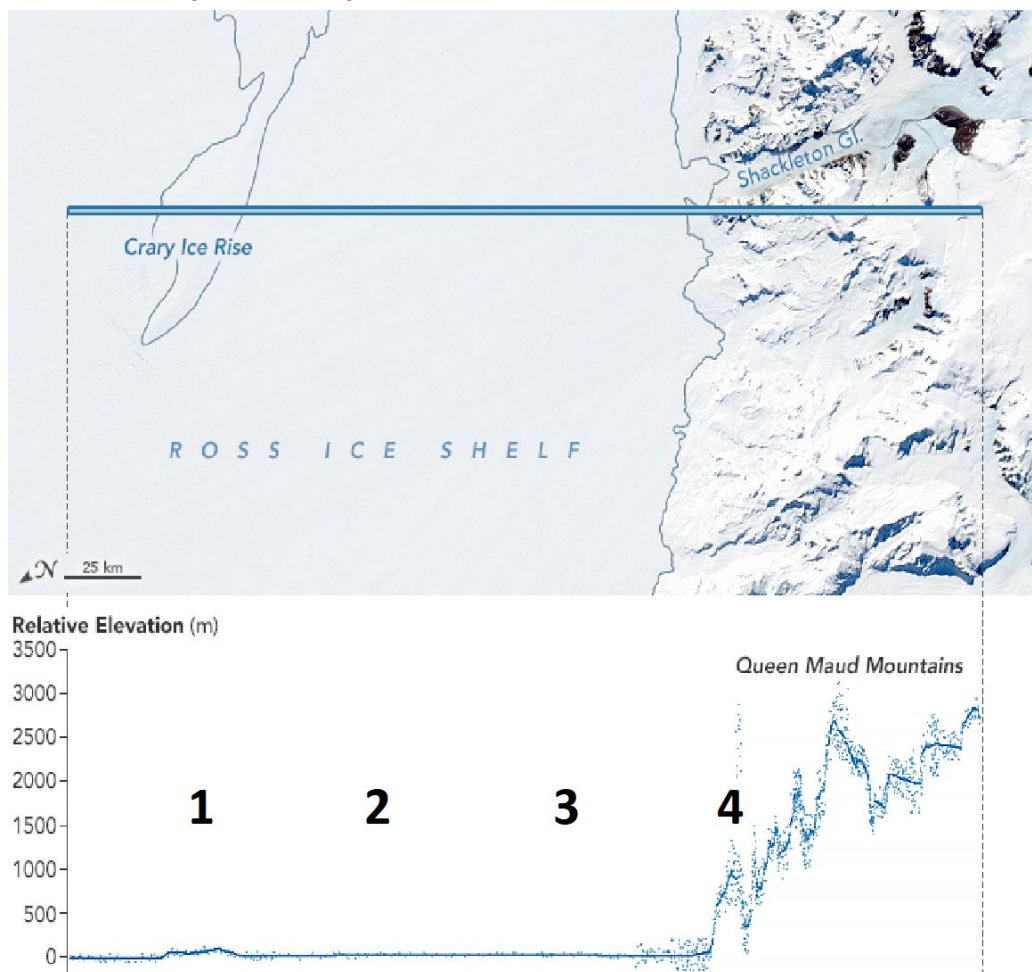 Shackleton Gl.
Crary Ice Rise
ROSS ICE SHELF
N
25 km
Relative Elevation (m)
3500
Queen Maud Mountains
3000
2500
2000
1 2 3 4
1500
1000
500
0